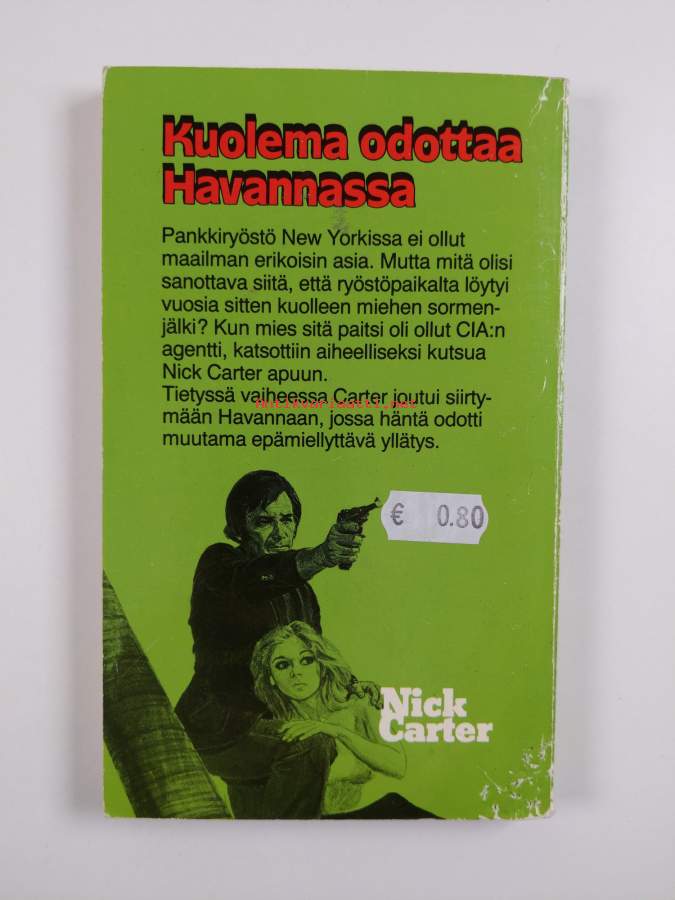 Kuolema odottaa
Havannassa
Pankkiryöstö New Yorkissa ei ollut
maailman erikoisin asia. Mutta mitä olisi
sanottava siitä, että ryöstöpaikalta löytyi
vuosia sitten kuolleen miehen sormen-
jälki? Kun mies sitä paitsi oli ollut CIA:n
agentti, katsottiin aiheelliseksi kutsua
Nick Carter apuun.
Tietyssä vaiheessa Carter joutui siirty-
mään Havannaan, jossa häntä odotti
muutama epämiellyttävä yllätys.
€ 0.80
Nick
Carter